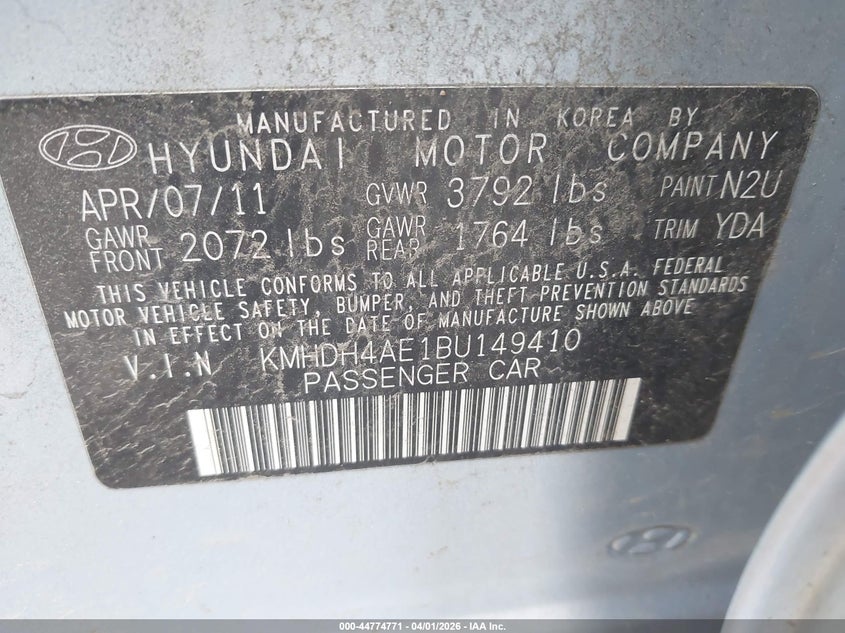 MANUFACTURED IN KOREA BY
HYUNDAI MOTOR COMPANY
APR/07/11 GVWR 3792 lbs PAINT N2U
GAWR FRONT 2072 lbs GAWR REAR 1764 lbs TRIM YDA
THIS VEHICLE CONFORMS TO ALL APPLICABLE U.S.A. FEDERAL
MOTOR VEHICLE SAFETY, BUMPER, AND THEFT PREVENTION STANDARDS
IN EFFECT ON THE DATE OF MANUFACTURE SHOWN ABOVE
V.I.N KMHDH4AE1BU149410
PASSENGER CAR
000-44774771 | 04/01/2026 - IAA Inc.